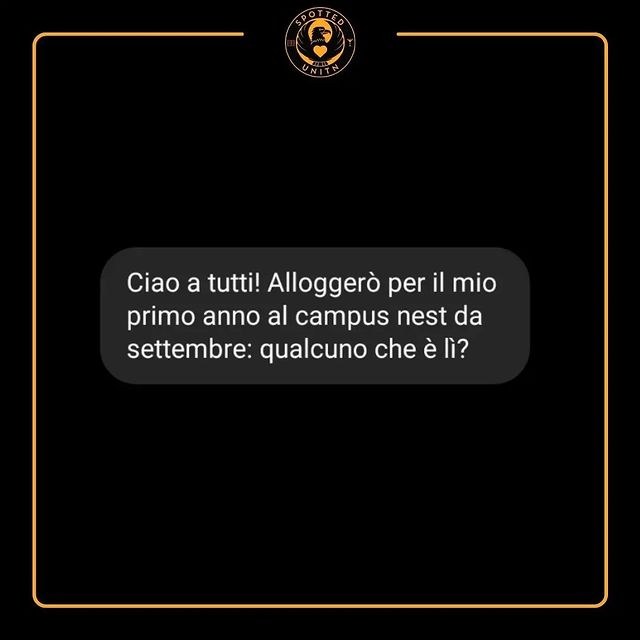 SPOTTED
UNITN
Ciao a tutti! Alloggerò per il mio
primo anno al campus nest da
settembre: qualcuno che è lì?